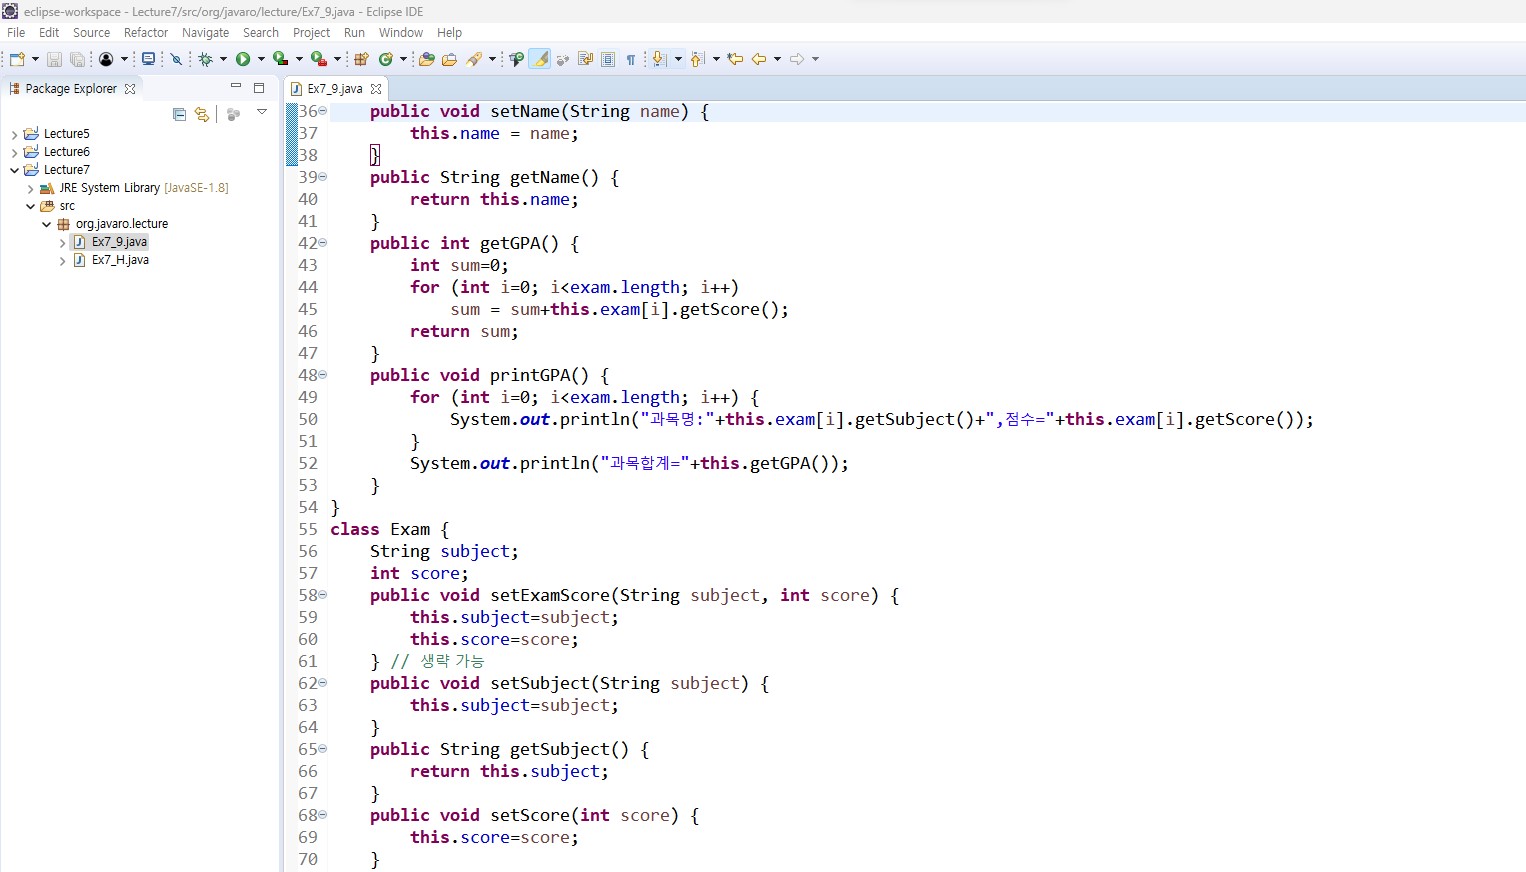 eclipse-workspace - Lecture7/src/org/javaro/lecture/Ex7_9.java - Eclipse IDE
File Edit Source Refactor Navigate Search Project Run Window Help
Package Explorer
Lecture5
Lecture6
Lecture7
JRE System Library [JavaSE-1.8]
src
org.javaro.lecture
Ex7_9.java
Ex7_H.java
Ex7_9.java
36 public void setName(String name) {
37 this.name = name;
38 }
39 public String getName() {
40 return this.name;
41 }
42 public int getGPA() {
43 int sum=0;
44 for (int i=0; i<exam.length; i++)
45 sum = sum+this.exam[i].getScore();
46 return sum;
47 }
48 public void printGPA() {
49 for (int i=0; i<exam.length; i++) {
50 System.out.println("과목명:"+this.exam[i].getSubject()+",점수="+this.exam[i].getScore());
51 }
52 System.out.println("과목합계="+this.getGPA());
53 }
54 }
55 class Exam {
56 String subject;
57 int score;
58 public void setExamScore(String subject, int score) {
59 this.subject=subject;
60 this.score=score;
61 } // 생략 가능
62 public void setSubject(String subject) {
63 this.subject=subject;
64 }
65 public String getSubject() {
66 return this.subject;
67 }
68 public void setScore(int score) {
69 this.score=score;
70 }